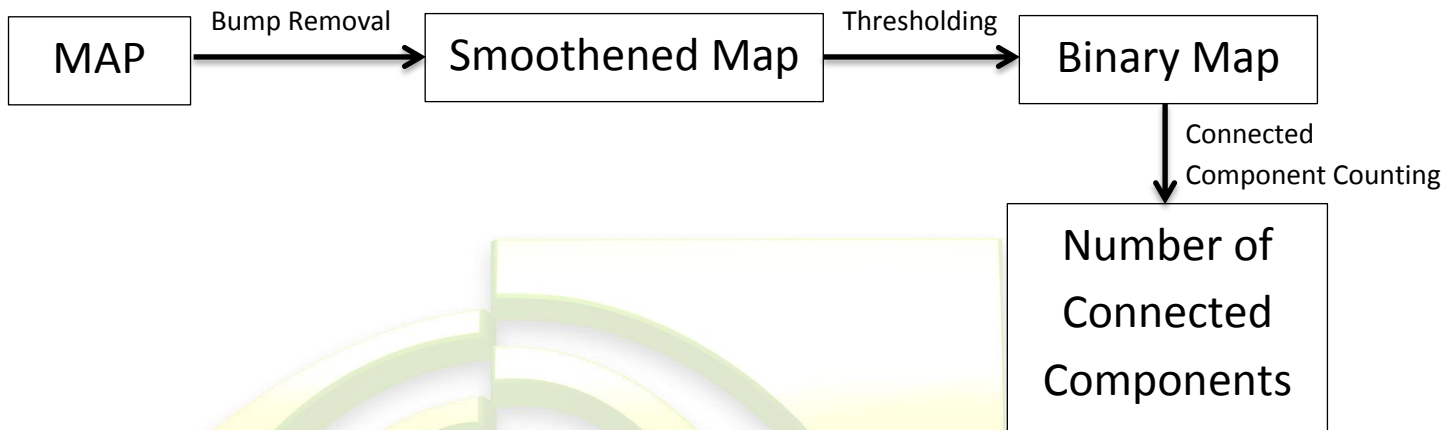 MAP
Bump Removal
Smoothened Map
Thresholding
Binary Map
Connected
Component Counting
Number of
Connected
Components